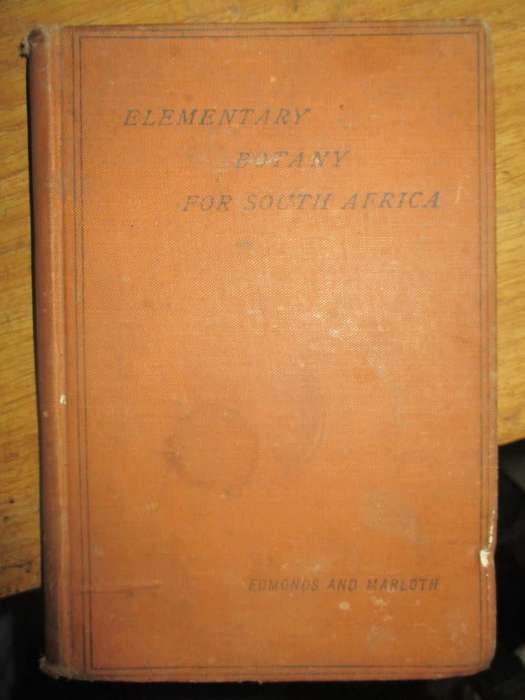 ELEMENTARY
BOTANY
FOR SOUTH AFRICA
EDMONDS AND MARLOTH